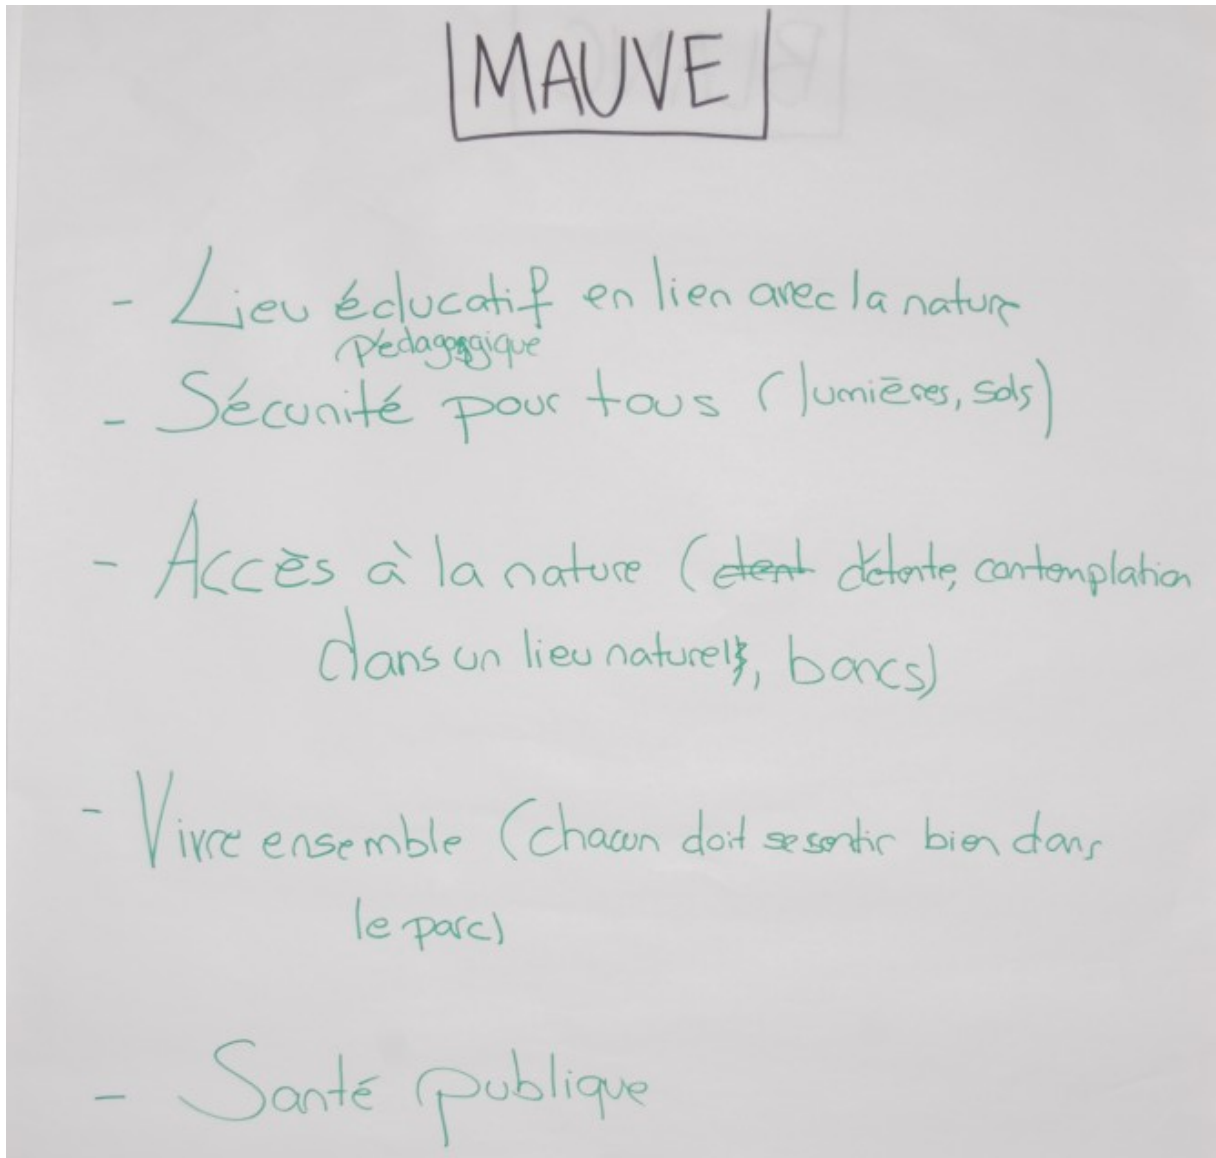 MAUVE
- Lieu éducatif en lien avec la nature
pédagogique
- Sécurité pour tous (lumières, sols)
- Accès à la nature (detent détente, contemplation
dans un lieu naturel, bancs)
- Vivre ensemble (chacun doit se sentir bien dans
le parc)
- Santé publique